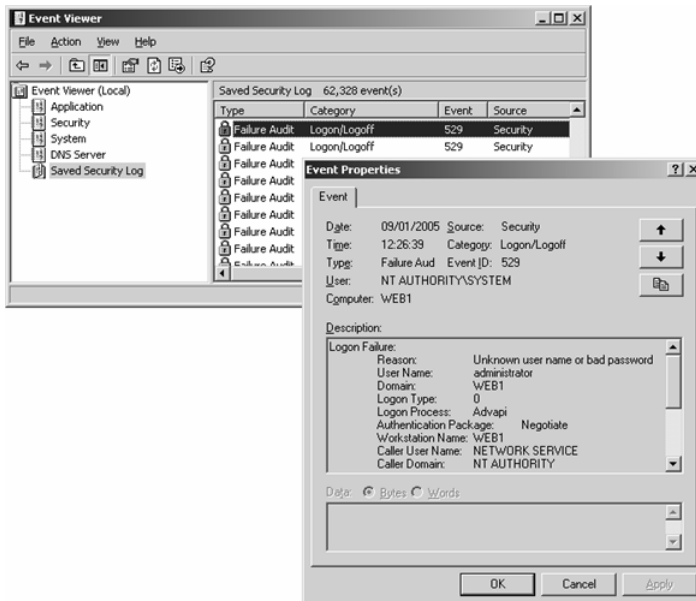 Event Viewer
File Action View Help
Event Viewer (Local)
Application
Security
System
DNS Server
Saved Security Log
Saved Security Log 62,328 event(s)
Type Category Event Source
Failure Audit Logon/Logoff 529 Security
Failure Audit Logon/Logoff 529 Security
Failure Audit
Failure Audit
Failure Audit
Failure Audit
Failure Audit
Failure Audit
Failure Audit
Event Properties
Event
Date: 09/01/2005 Source: Security
Time: 12:26:39 Category: Logon/Logoff
Type: Failure Aud Event ID: 529
User: NT AUTHORITY\SYSTEM
Computer: WEB1
Description:
Logon Failure:
Reason: Unknown user name or bad password
User Name: administrator
Domain: WEB1
Logon Type: 0
Logon Process: Advapi
Authentication Package: Negotiate
Workstation Name: WEB1
Caller User Name: NETWORK SERVICE
Caller Domain: NT AUTHORITY
Data: Bytes Words
OK Cancel Apply